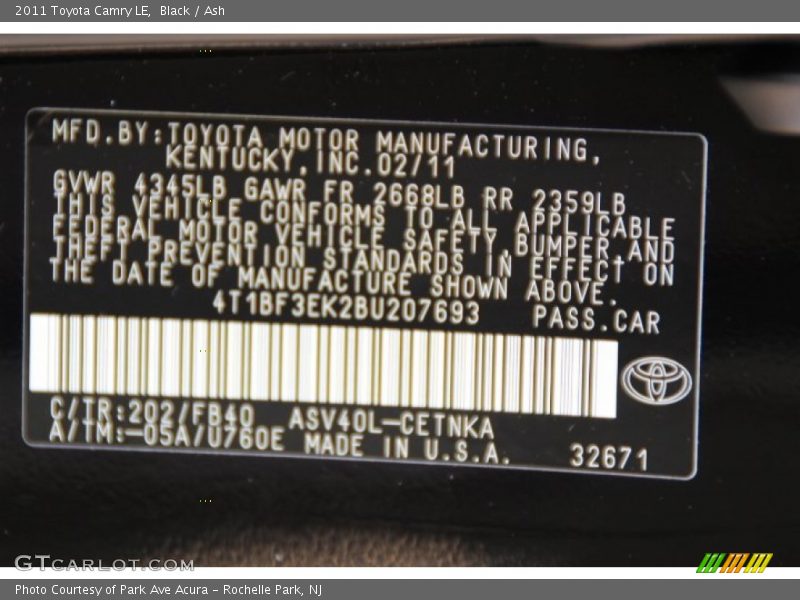 2011 Toyota Camry LE, Black / Ash
MFD.BY:TOYOTA MOTOR MANUFACTURING,
KENTUCKY,INC.02/11
GVWR 4345LB GAWR FR 2668LB RR 2359LB
THIS VEHICLE CONFORMS TO ALL APPLICABLE
FEDERAL MOTOR VEHICLE SAFETY, BUMPER, AND
THEFT PREVENTION STANDARDS IN EFFECT ON
THE DATE OF MANUFACTURE SHOWN ABOVE.
4T1BF3EK2BU207693 PASS.CAR
C/TR:202/FB40 ASV40L-CETNKA
A/TM:-05A/U760E MADE IN U.S.A. 32671
GTCARLOT.COM
Photo Courtesy of Park Ave Acura - Rochelle Park, NJ